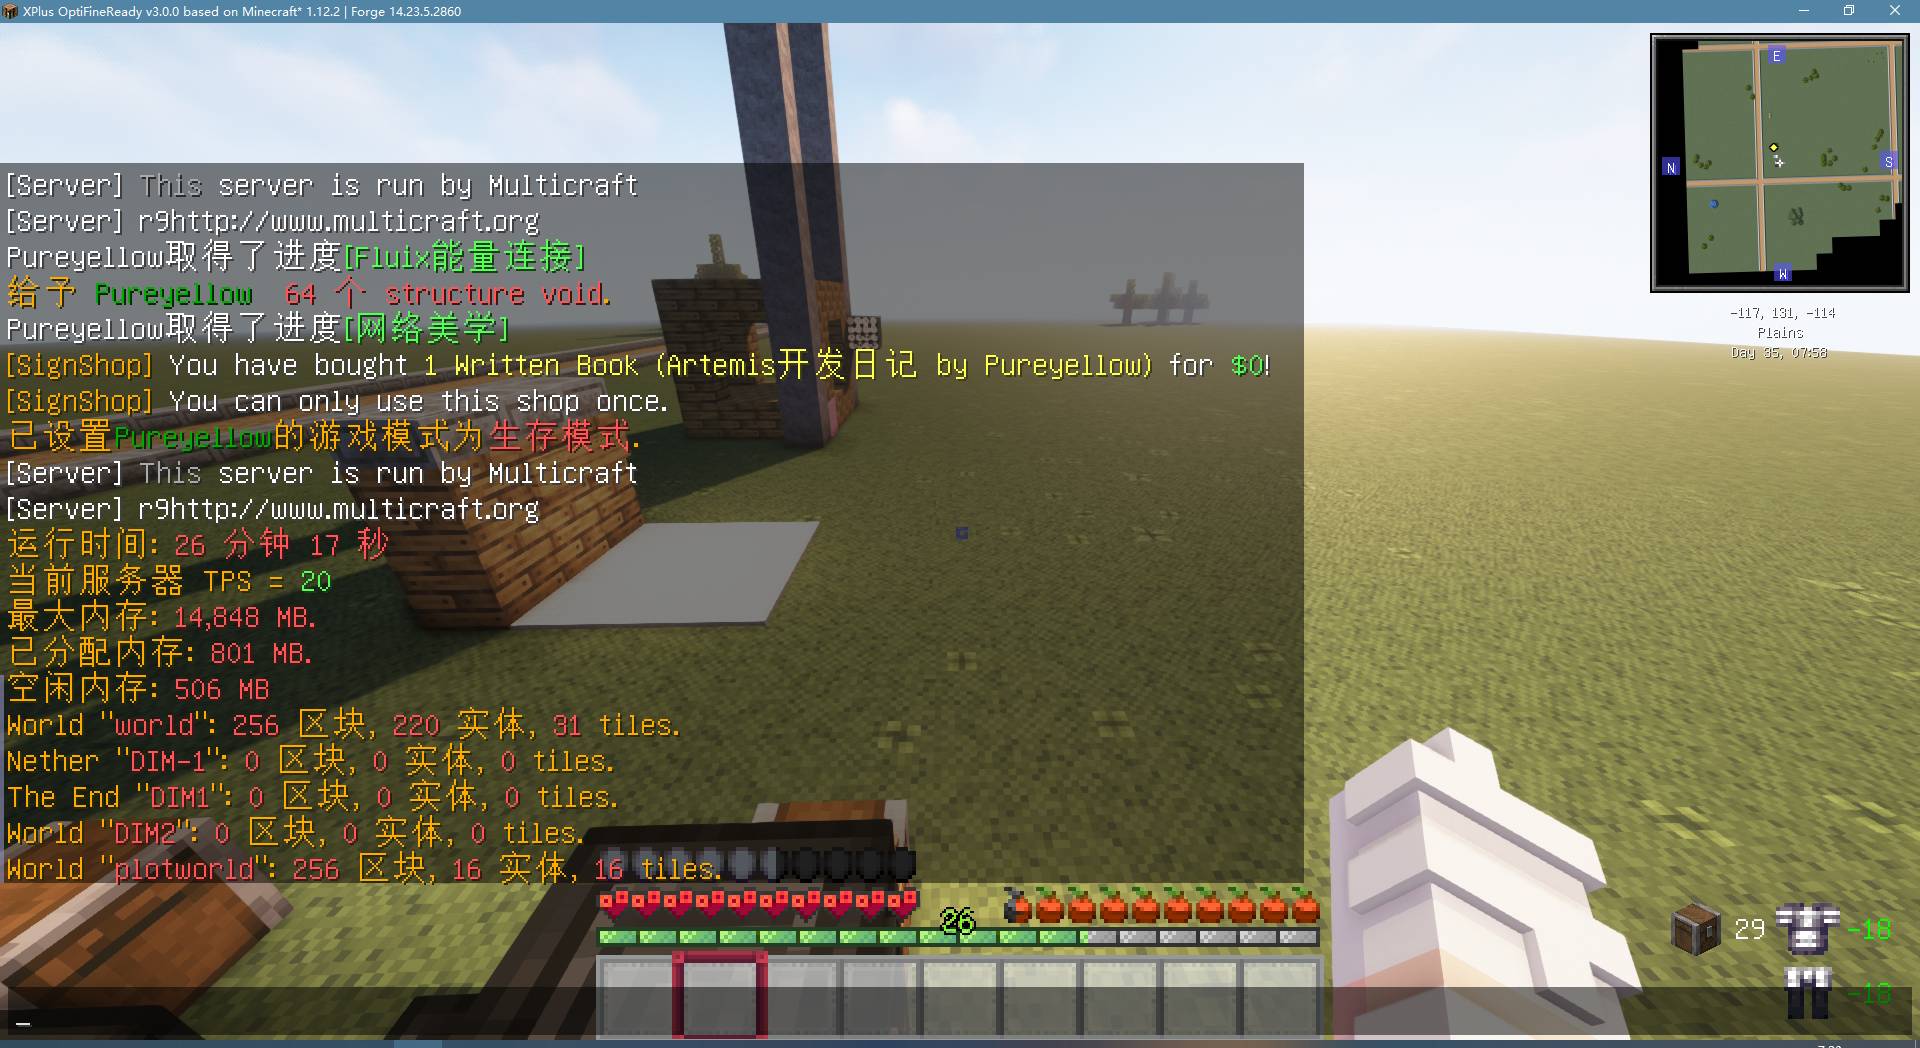 XPlus OptiFineReady v3.0.0 based on Minecraft* 1.12.2 | Forge 14.23.5.2860
E
N
S
W
-117, 131, -114
Plains
Day 35, 07:58
[Server] This server is run by Multicraft
[Server] r9http://www.multicraft.org
Pureyellow取得了进度[Fluix能量连接]
给予 Pureyellow 64 个 structure void.
Pureyellow取得了进度[网络美学]
[SignShop] You have bought 1 Written Book (Artemis开发日记 by Pureyellow) for $0!
[SignShop] You can only use this shop once.
已设置Pureyellow的游戏模式为生存模式.
[Server] This server is run by Multicraft
[Server] r9http://www.multicraft.org
运行时间: 26 分钟 17 秒
当前服务器 TPS = 20
最大内存: 14,848 MB.
已分配内存: 801 MB.
空闲内存: 506 MB
World "world": 256 区块, 220 实体, 31 tiles.
Nether "DIM-1": 0 区块, 0 实体, 0 tiles.
The End "DIM1": 0 区块, 0 实体, 0 tiles.
World "DIM2": 0 区块, 0 实体, 0 tiles.
World "plotworld": 256 区块, 16 实体, 16 tiles.
26
29
-18
-18
_